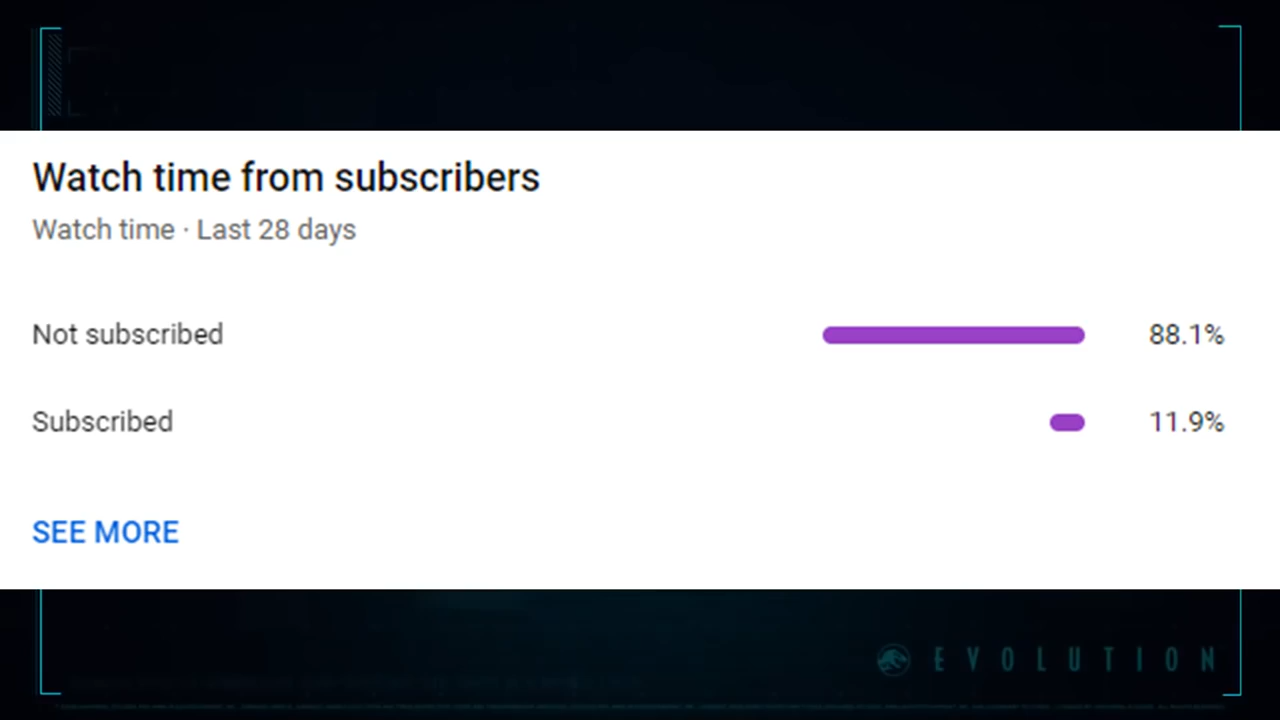 Watch time from subscribers
Watch time · Last 28 days
Not subscribed 88.1%
Subscribed 11.9%
SEE MORE
EVOLUTION